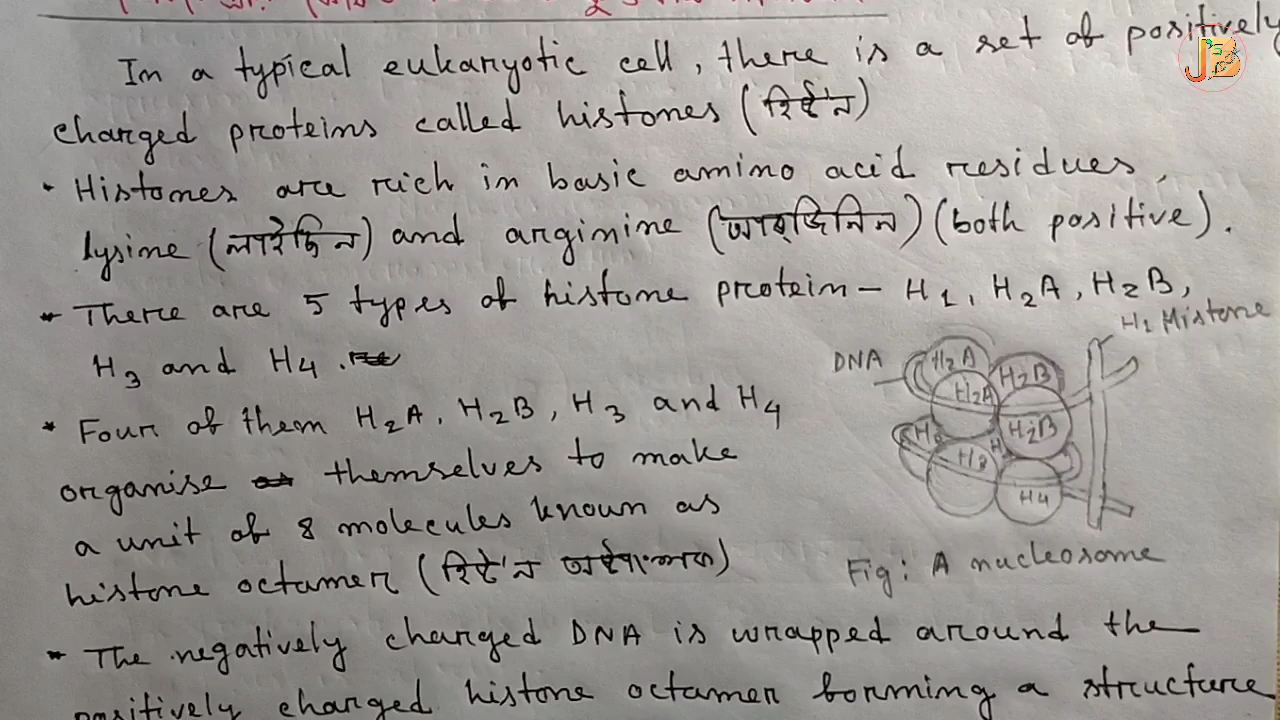 In a typical eukaryotic cell, there is a set of positively
charged proteins called histones (হিষ্ট'ন)
• Histones are rich in basic amino acid residues,
lysine (লাইজিন) and arginine (আৰ্জিনিন) (both positive).
* There are 5 types of histone protein – H1, H2A, H2B,
H3 and H4.
* Four of them H2A, H2B, H3 and H4
organise themselves to make
a unit of 8 molecules known as
histone octamer (হিষ্ট'ন)
H1 Histone
DNA
H2A
H2B
H2A
H2B
H3
H4
Fig: A nucleosome
* The negatively charged DNA is wrapped around the
positively charged histone octamer forming a structure